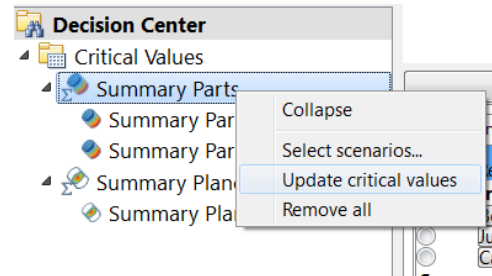 Decision Center
Critical Values
Summary Parts
Collapse
Summary Par
Summary Par
Select scenarios...
Summary Plan
Update critical values
Summary Pla
Remove all